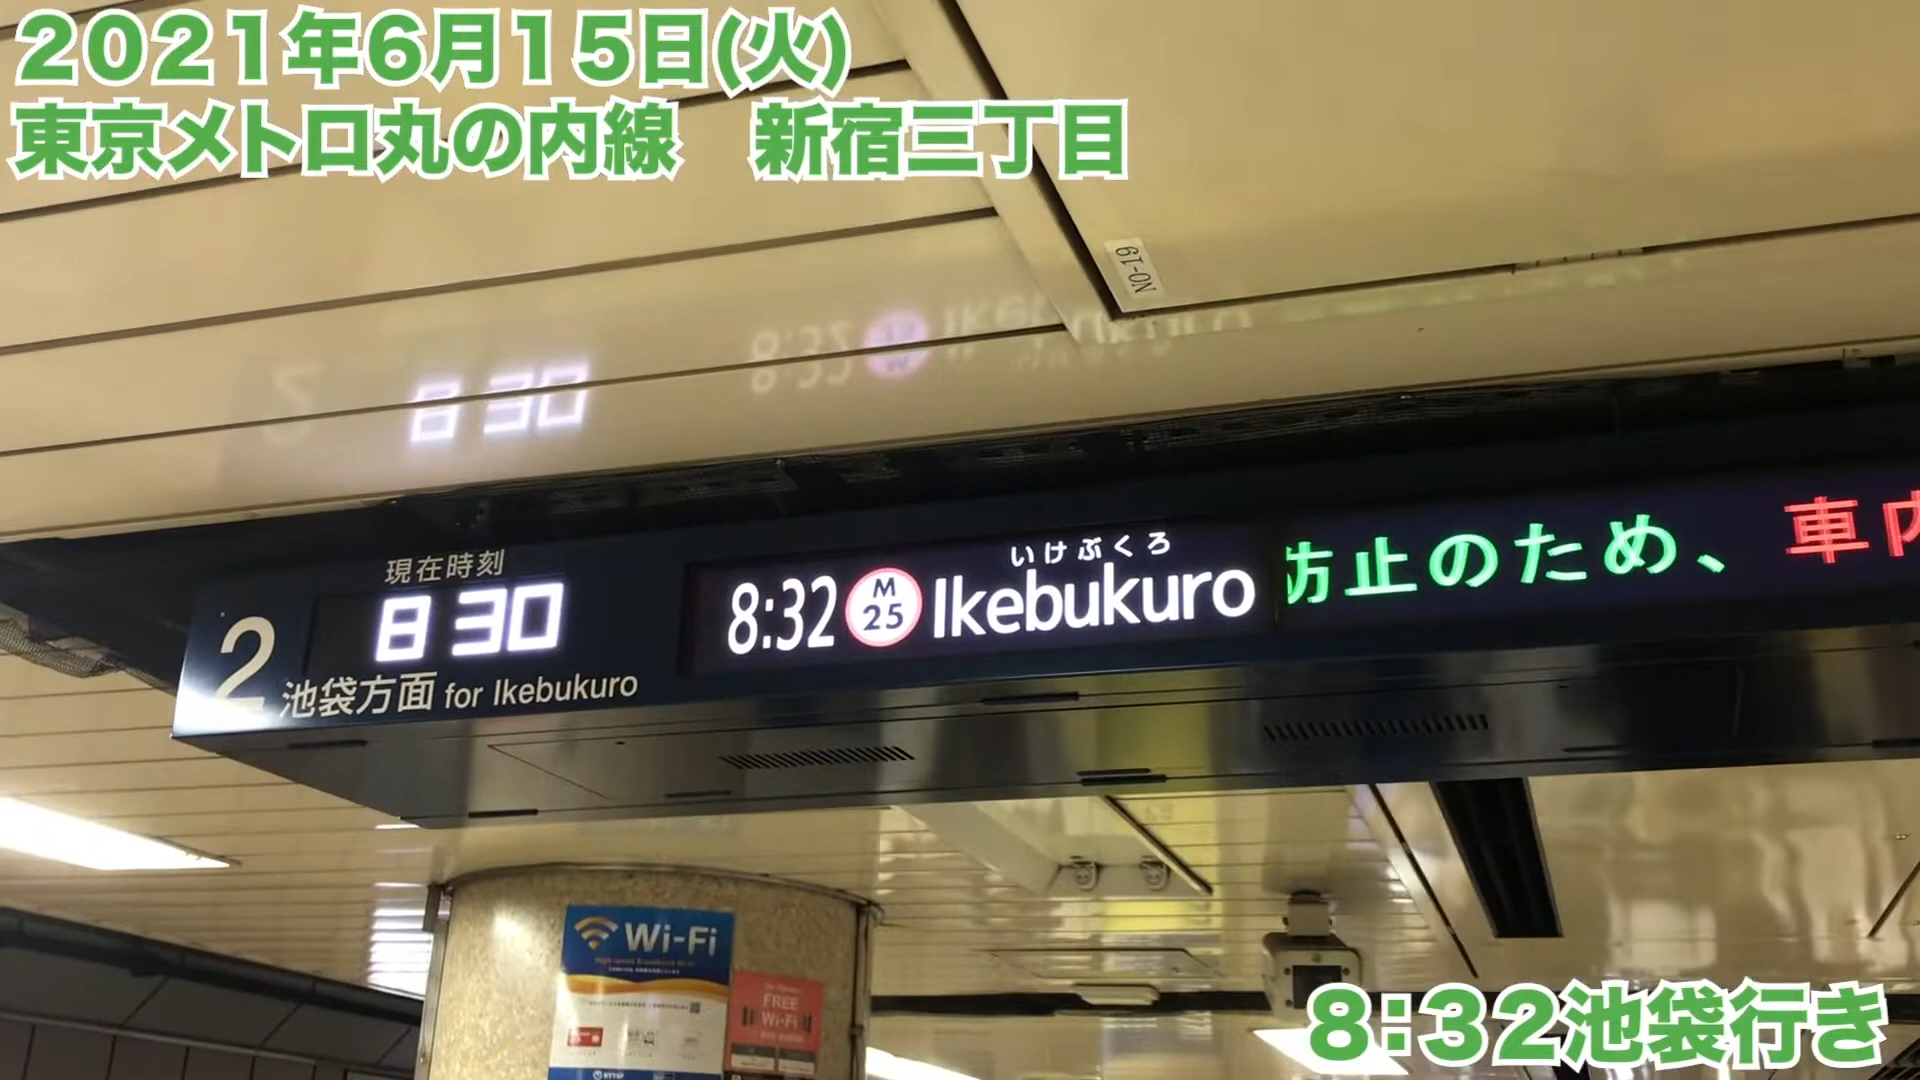 2021年6月15日(火)
東京メトロ丸の内線　新宿三丁目
NO-19
現在時刻
2 8 30
池袋方面 for Ikebukuro
いけぶくろ
8:32 M 25 Ikebukuro
防止のため、車内
Wi-Fi
FREE
Wi-Fi
8:32池袋行き